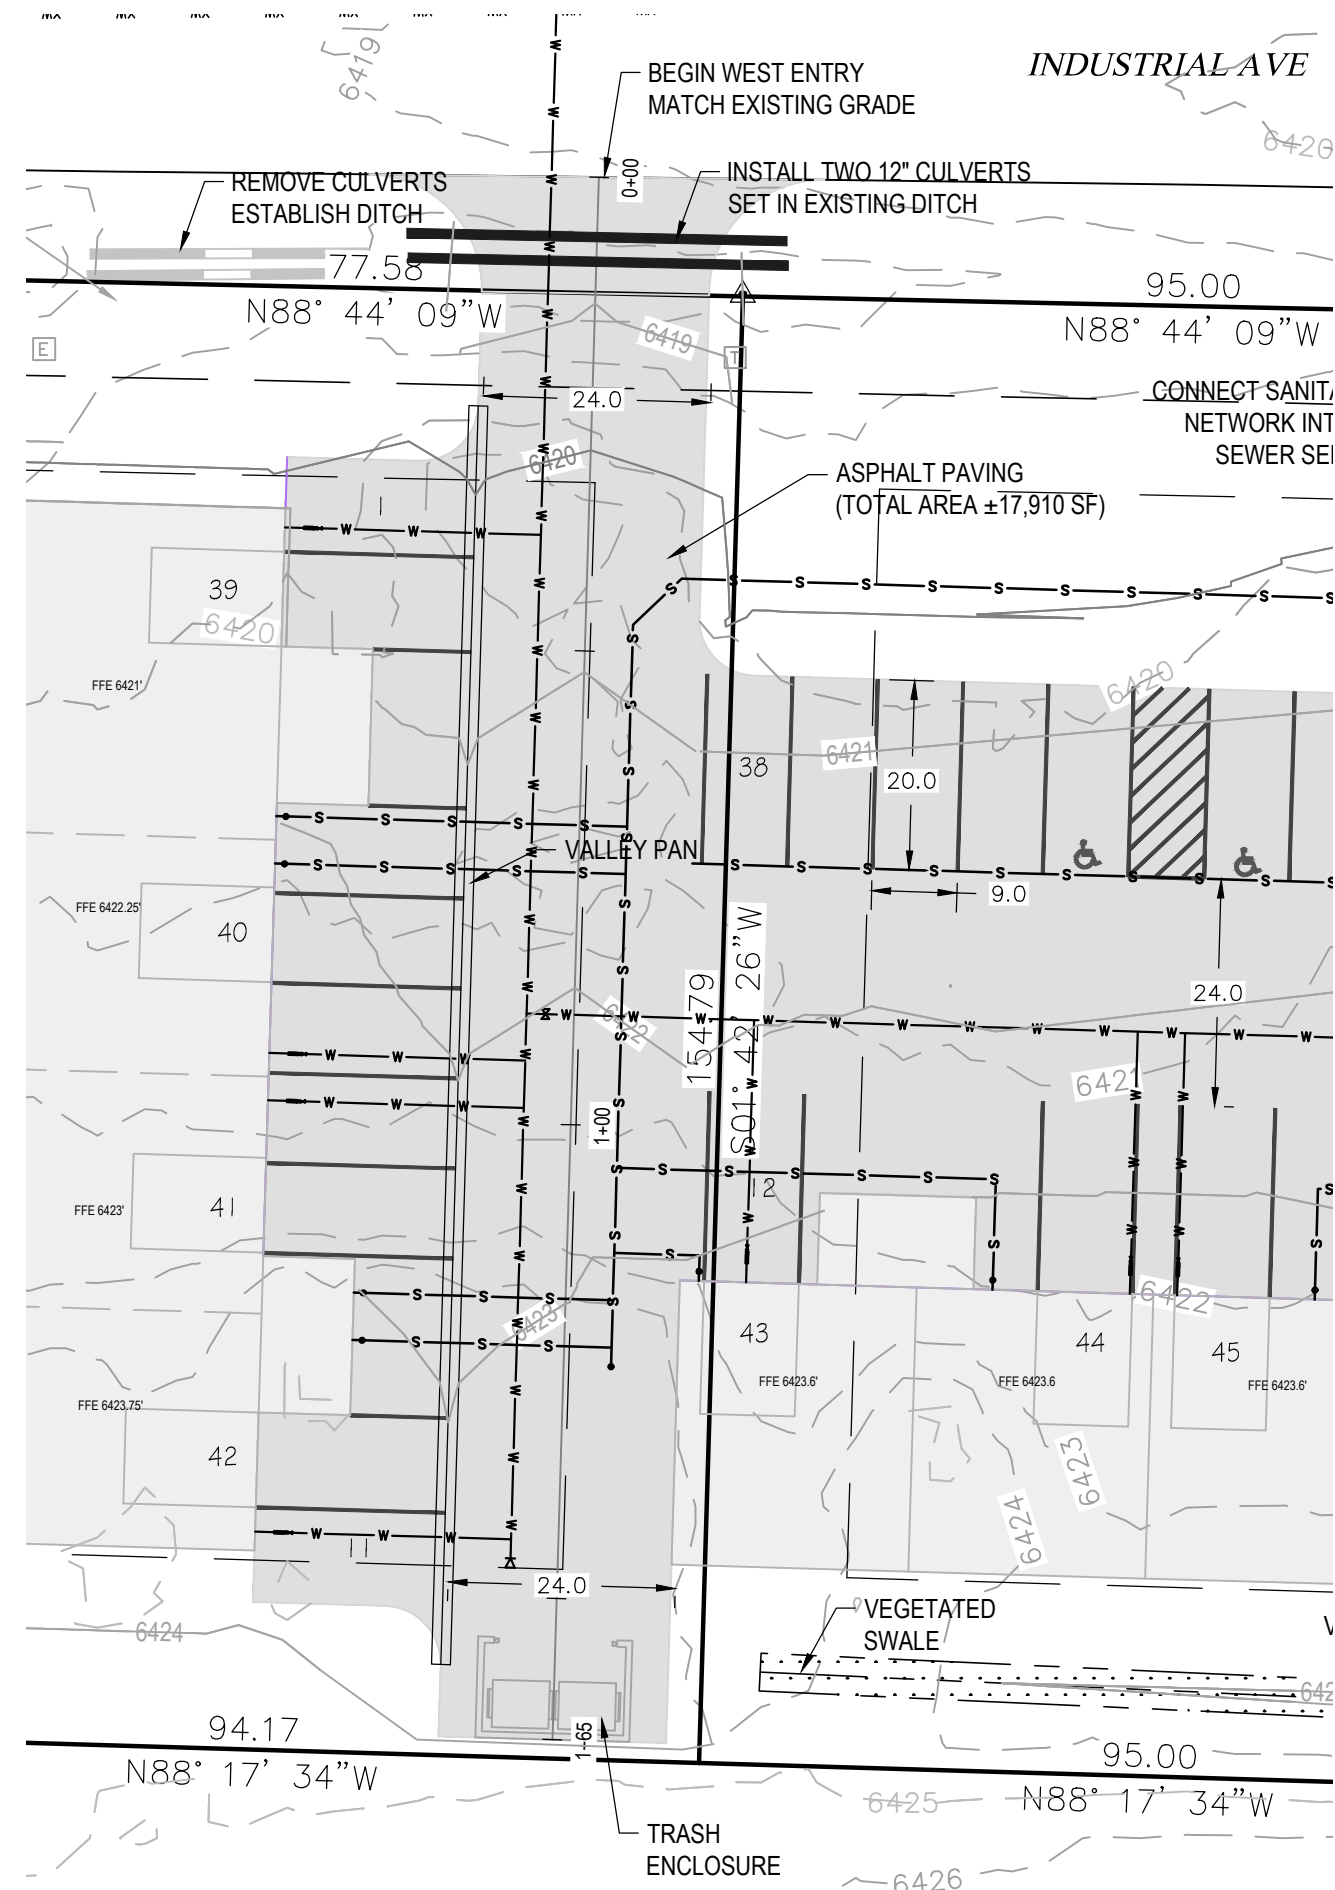 INDUSTRIAL AVE
6419
BEGIN WEST ENTRY
MATCH EXISTING GRADE
6420
0+00
REMOVE CULVERTS
ESTABLISH DITCH
INSTALL TWO 12" CULVERTS
SET IN EXISTING DITCH
77.58
N88° 44' 09"W
95.00
N88° 44' 09"W
E
6419
T
24.0
CONNECT SANITA
NETWORK INT
SEWER SE
6420
ASPHALT PAVING
(TOTAL AREA ±17,910 SF)
39
6420
FFE 6421'
6420
38
6421
20.0
VALLEY PAN
9.0
FFE 6422.25'
40
154.79
S01° 42' 26"W
24.0
6422
6421
1+00
12
41
FFE 6423'
6422
6423
43
44
45
FFE 6423.6'
FFE 6423.6
FFE 6423.6'
FFE 6423.75'
42
6423
6424
24.0
VEGETATED
SWALE
V
6424
642
94.17
N88° 17' 34"W
1+65
95.00
N88° 17' 34"W
6425
TRASH
ENCLOSURE
6426